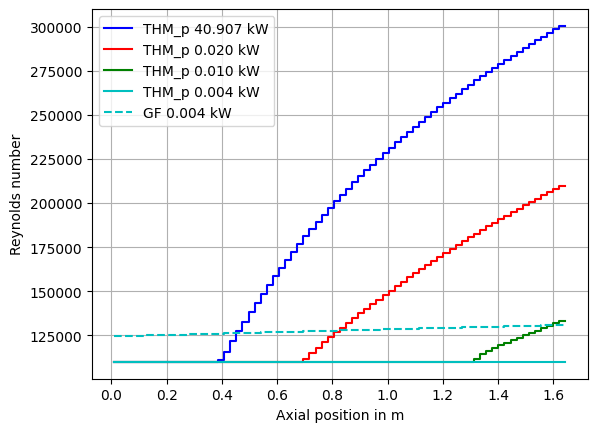 THM_p 40.907 kW
THM_p 0.020 kW
THM_p 0.010 kW
THM_p 0.004 kW
GF 0.004 kW
Reynolds number
300000
275000
250000
225000
200000
175000
150000
125000
0.0 0.2 0.4 0.6 0.8 1.0 1.2 1.4 1.6
Axial position in m